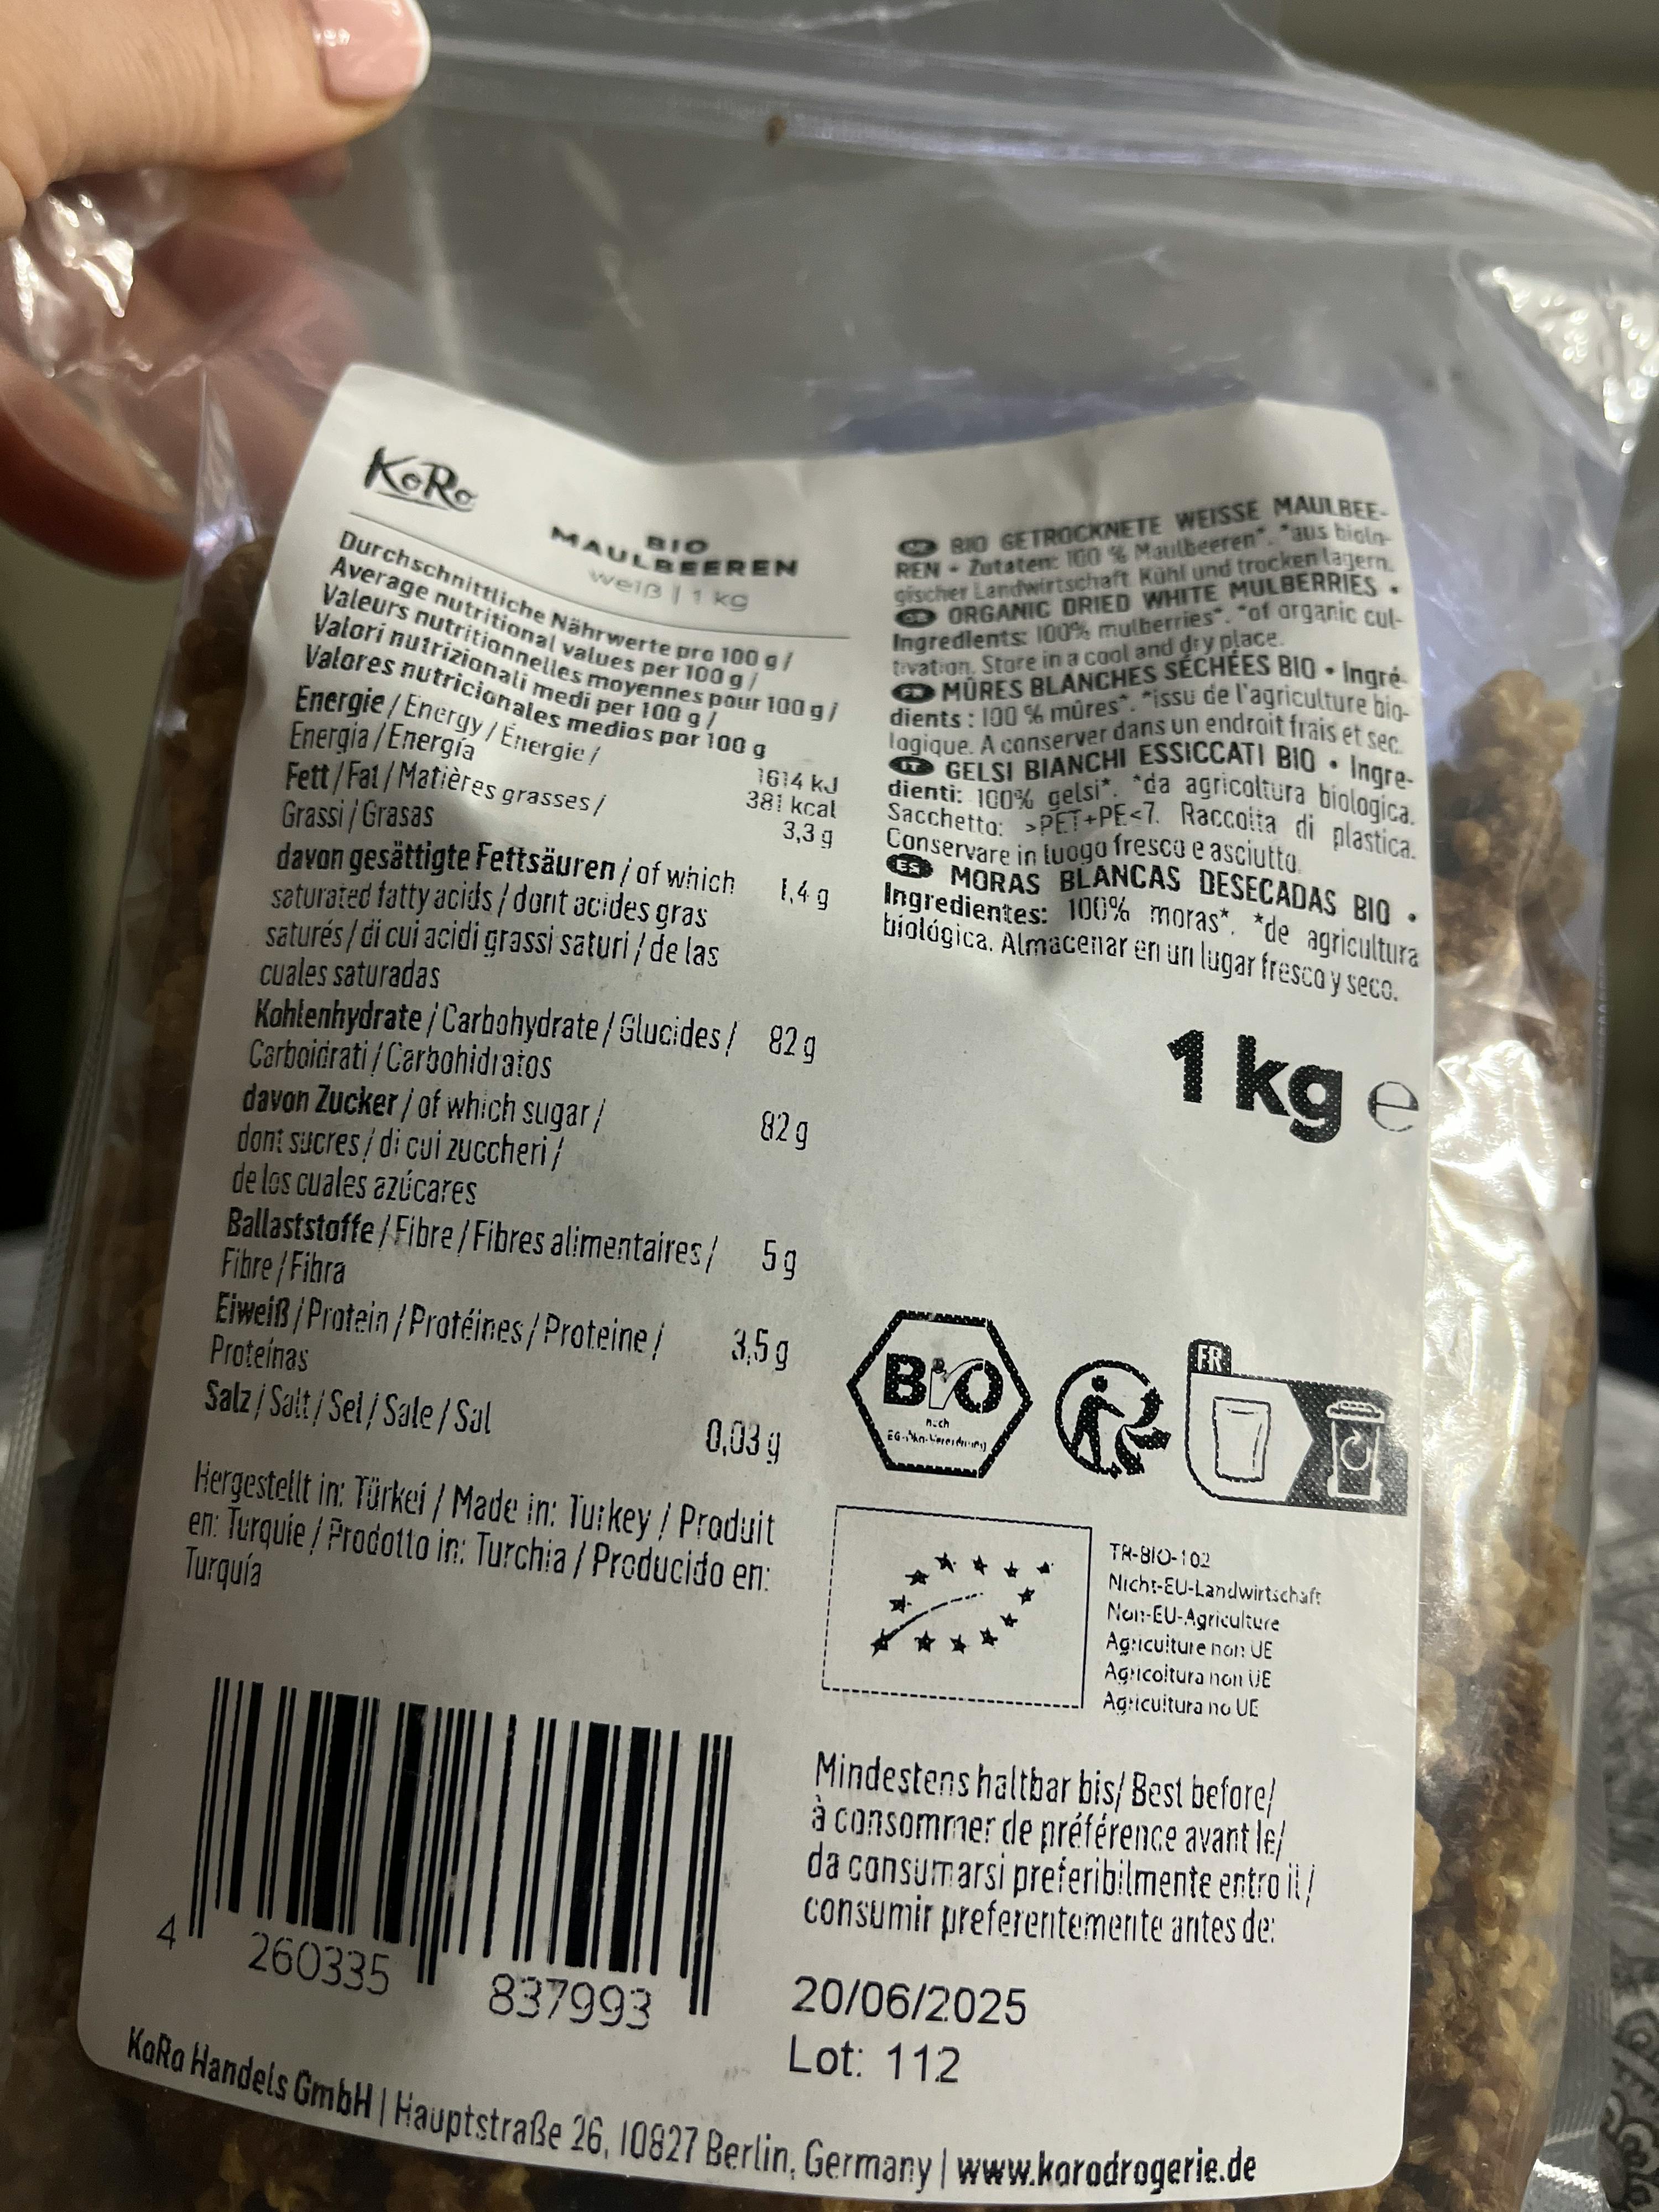 KoRo
BIO
MAULBEEREN
weiß | 1 kg
Durchschnittliche Nährwerte pro 100 g /
Average nutritional values per 100 g /
Valeurs nutritionnelles moyennes pour 100 g /
Valori nutrizionali medi per 100 g /
Valores nutricionales medios por 100 g
Energie / Energy / Énergie /
Energia / Energía
1614 kJ
381 kcal
Fett / Fat / Matières grasses /
Grassi / Grasas
3,3 g
davon gesättigte Fettsäuren / of which 1,4 g
saturated fatty acids / dont acides gras
saturés / di cui acidi grassi saturi / de las
cuales saturadas
Kohlenhydrate / Carbohydrate / Glucides / 82 g
Carboidrati / Carbohidratos
davon Zucker / of which sugar / 82 g
dont sucres / di cui zuccheri /
de los cuales azúcares
Ballaststoffe / Fibre / Fibres alimentaires / 5 g
Fibre / Fibra
Eiweiß / Protein / Protéines / Proteine / 3,5 g
Proteínas
Salz / Salt / Sel / Sale / Sal 0,03 g
Hergestellt in: Türkei / Made in: Turkey / Produit
en: Turquie / Prodotto in: Turchia / Producido en:
Turquía
4 260335 837993
DE BIO GETROCKNETE WEISSE MAULBEE-
REN • Zutaten: 100 % Maulbeeren*. *aus biolo-
gischer Landwirtschaft. Kühl und trocken lagern.
GB ORGANIC DRIED WHITE MULBERRIES •
Ingredients: 100% mulberries*. *of organic cul-
tivation. Store in a cool and dry place.
FR MÛRES BLANCHES SÉCHÉES BIO • Ingré-
dients : 100 % mûres*. *issu de l'agriculture bio-
logique. A conserver dans un endroit frais et sec.
IT GELSI BIANCHI ESSICCATI BIO • Ingre-
dienti: 100% gelsi*. *da agricoltura biologica.
Sacchetto: >PET+PE<7. Raccolta di plastica.
Conservare in luogo fresco e asciutto.
ES MORAS BLANCAS DESECADAS BIO •
Ingredientes: 100% moras*. *de agricultura
biológica. Almacenar en un lugar fresco y seco.
1 kg e
BIO
nach
EG-Öko-Verordnung
FR
TR-BIO-102
Nicht-EU-Landwirtschaft
Non-EU-Agriculture
Agriculture non UE
Agricoltura non UE
Agricultura no UE
Mindestens haltbar bis/ Best before/
à consommer de préférence avant le/
da consumarsi preferibilmente entro il /
consumir preferentemente antes de:
20/06/2025
Lot: 112
KoRo Handels GmbH | Hauptstraße 26, 10827 Berlin, Germany | www.korodrogerie.de